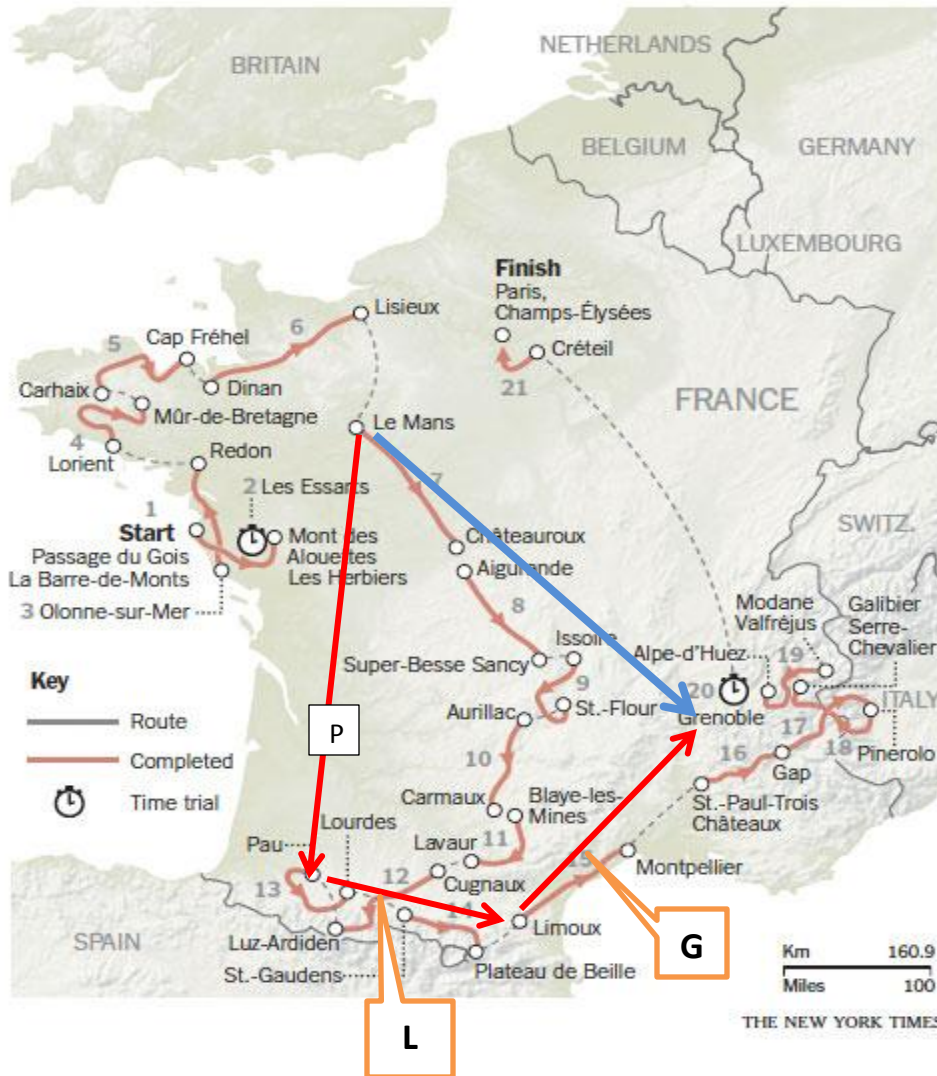 NETHERLANDS
BRITAIN
BELGIUM
GERMANY
LUXEMBOURG
Finish
Paris,
Champs-Élysées
Lisieux
6
Cap Fréhel
5
Créteil
21
Dinan
Carhaix
FRANCE
Mûr-de-Bretagne
Le Mans
4
Lorient
Redon
7
2 Les Essarts
1
SWITZ.
Start
Passage du Gois
La Barre-de-Monts
Mont des
Alouettes
Les Herbiers
Châteauroux
Aigurande
3 Olonne-sur-Mer
8
Modane
Valfréjus
Galibier
Serre-
Chevalier
Issoire
Alpe-d'Huez
19
Super-Besse Sancy
Key
9
20
St.-Flour
ITALY
Route
Aurillac
Grenoble
17
P
18
Completed
10
16
Pinerolo
Gap
Time trial
Carmaux
Blaye-les-
Mines
St.-Paul-Trois
Châteaux
Lourdes
Pau
Lavaur
11
15
Montpellier
13
12
Cugnaux
14
Limoux
Luz-Ardiden
SPAIN
G
St.-Gaudens
Plateau de Beille
Km 160.9
Miles 100
L
THE NEW YORK TIMES